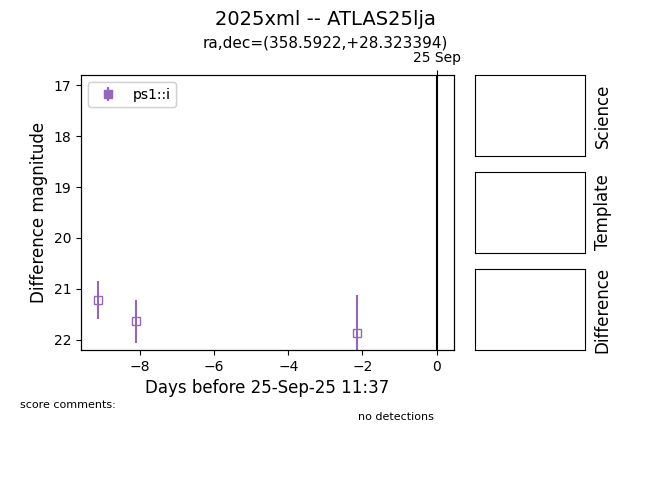 2025xml -- ATLAS25lja
ra,dec=(358.5922,+28.323394)
25 Sep
ps1::i
Difference magnitude
17
18
19
20
21
22
−8
−6
−4
−2
0
Days before 25-Sep-25 11:37
Science
Template
Difference
score comments:
no detections